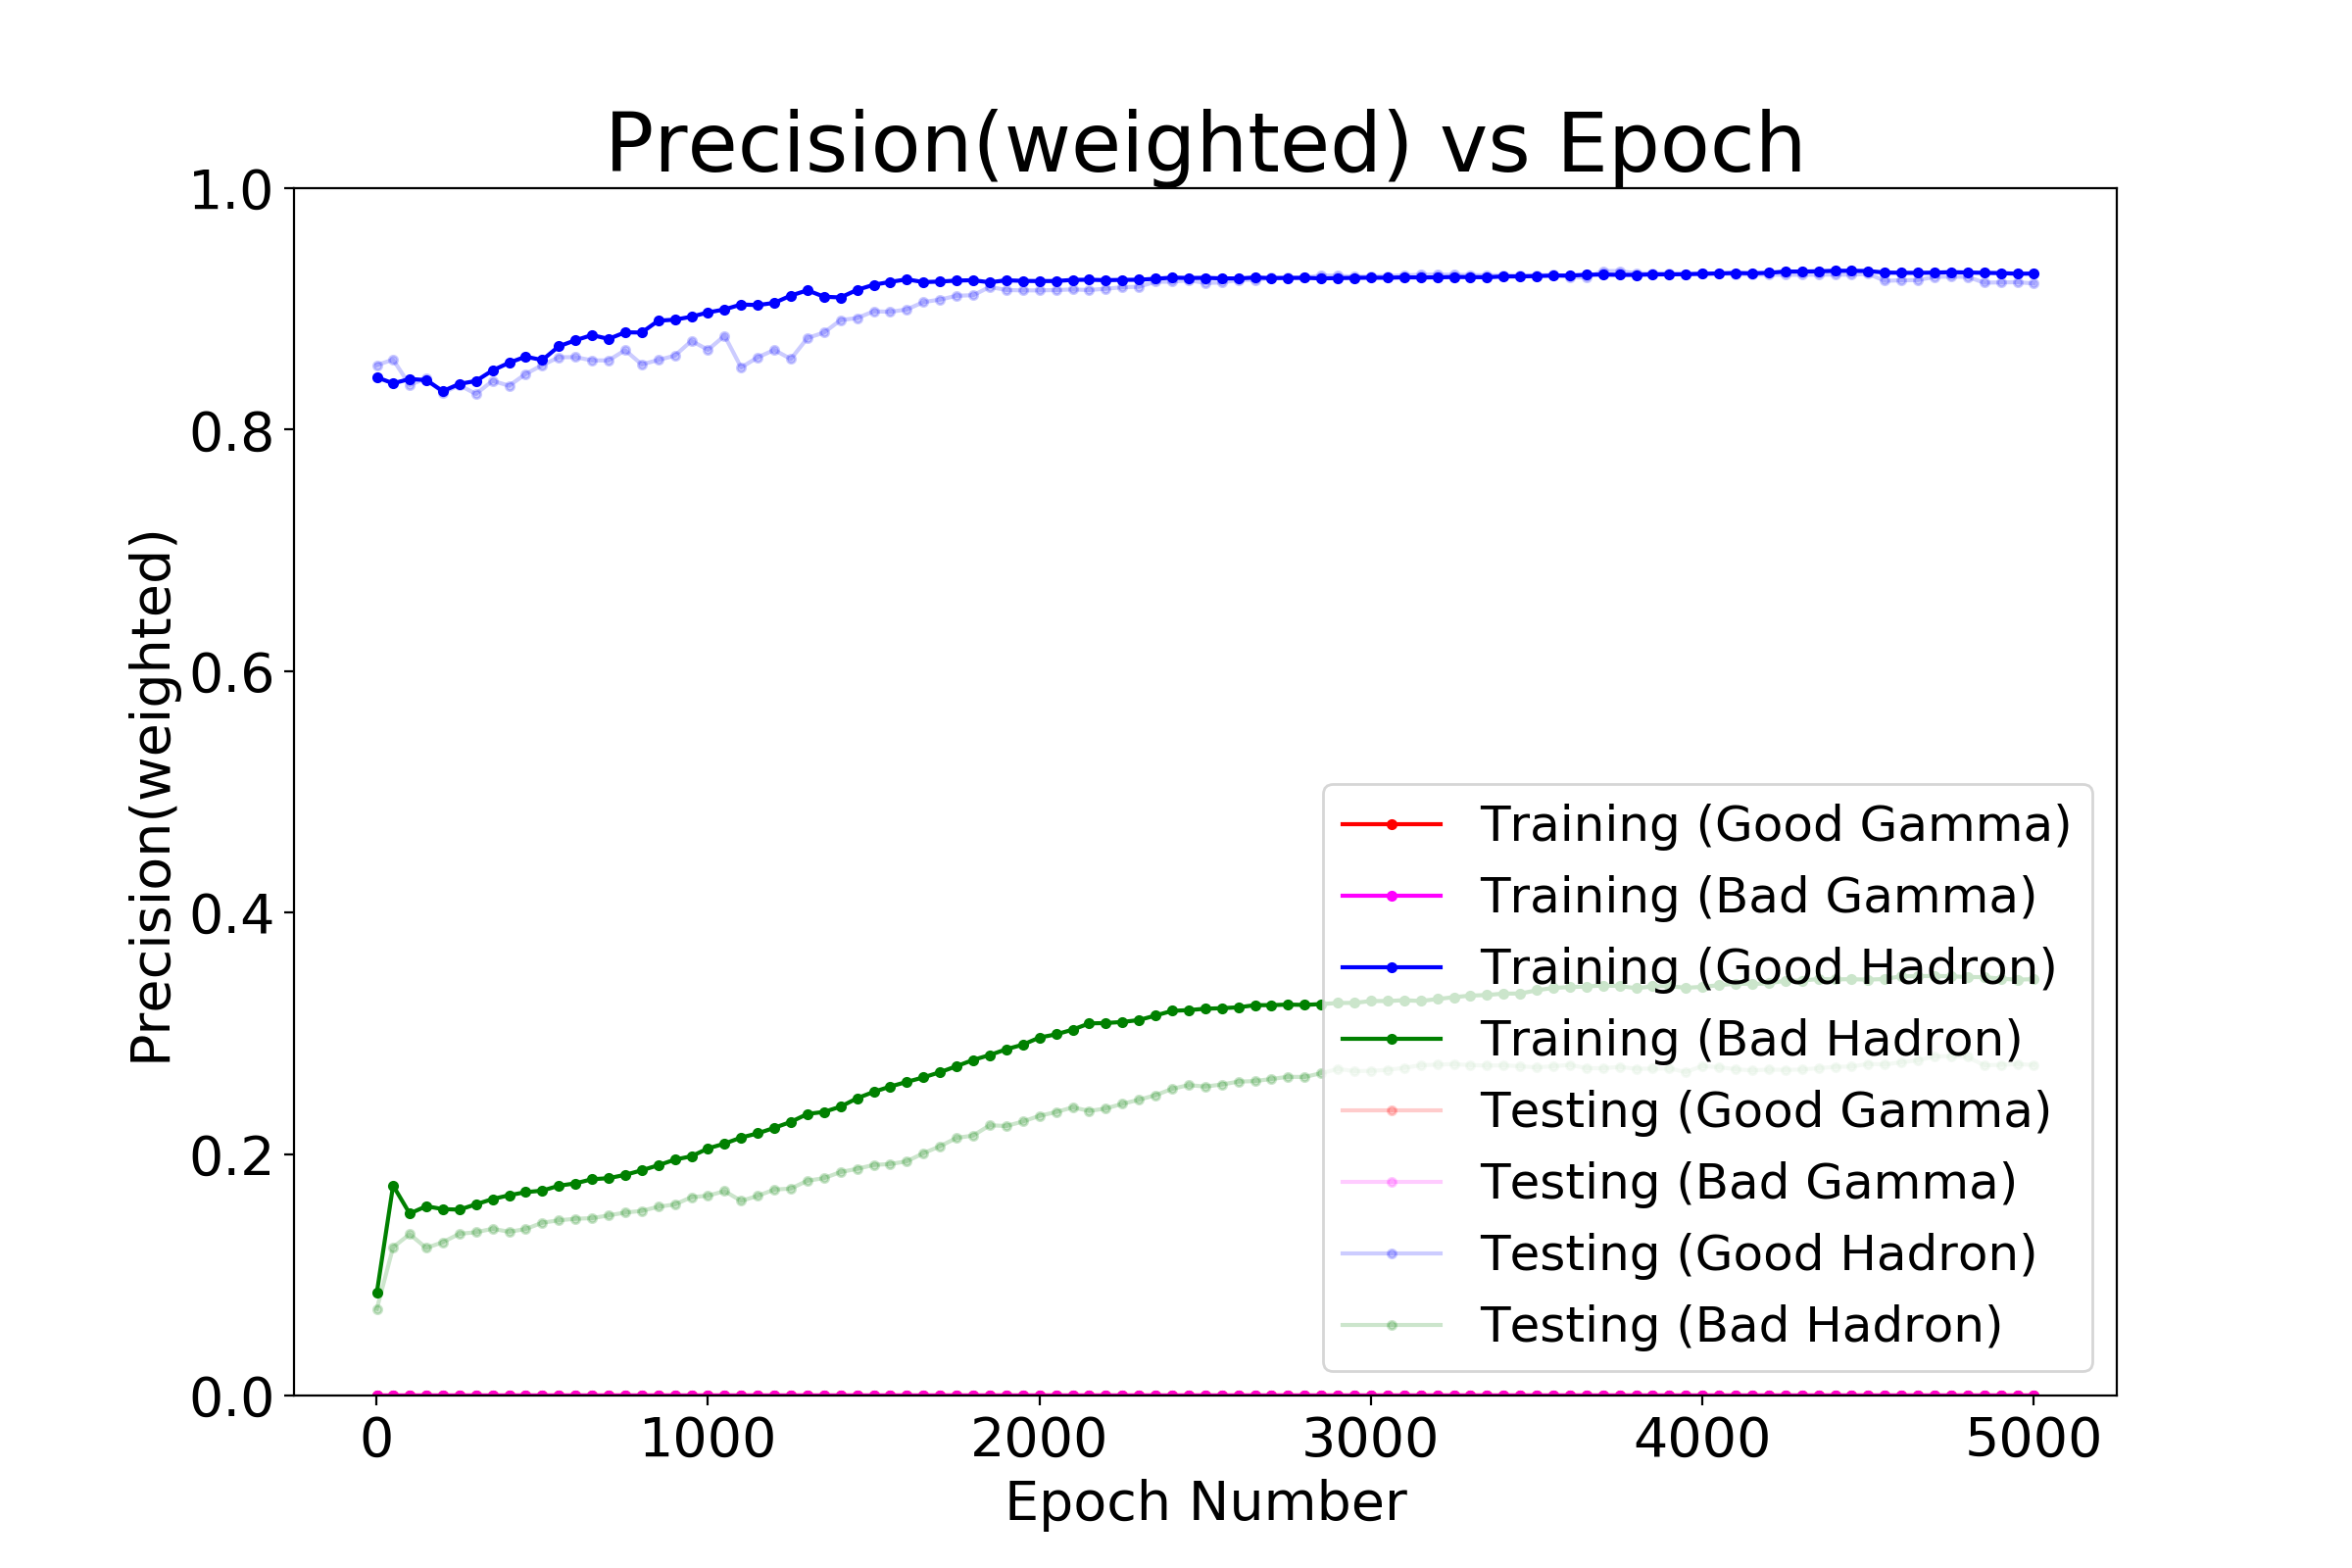 Precision(weighted) vs Epoch
1.0
0.8
0.6
0.4
0.2
0.0
Precision(weighted)
Training (Good Gamma)
Training (Bad Gamma)
Training (Good Hadron)
Training (Bad Hadron)
Testing (Good Gamma)
Testing (Bad Gamma)
Testing (Good Hadron)
Testing (Bad Hadron)
0 1000 2000 3000 4000 5000
Epoch Number